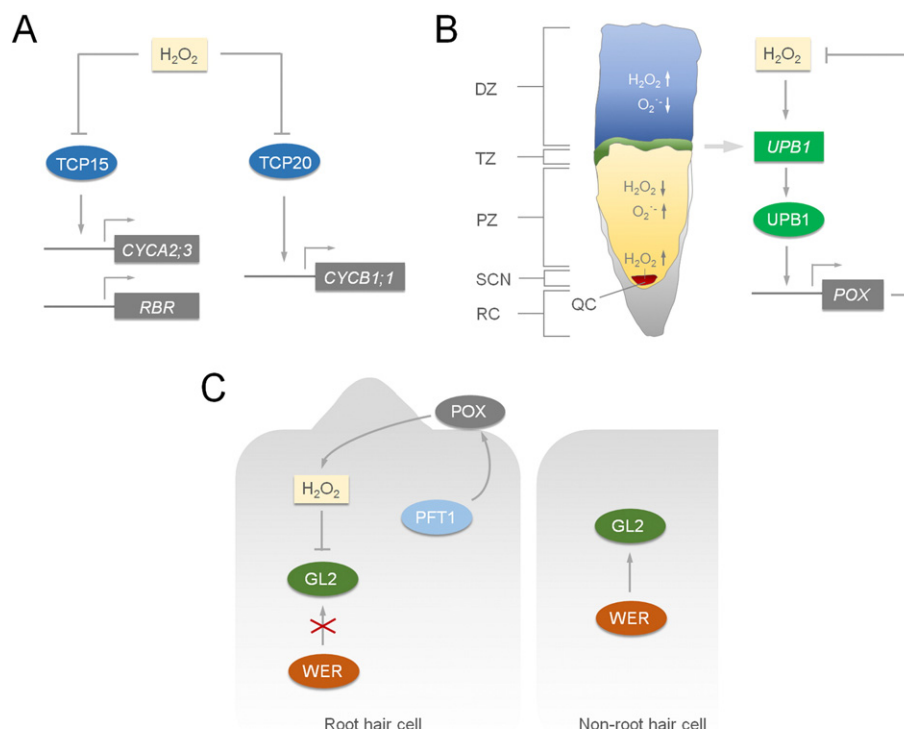 A
H₂O₂
TCP15
TCP20
CYCA2;3
CYCB1;1
RBR
B
DZ
TZ
PZ
SCN
RC
H₂O₂
O₂·-
H₂O₂
O₂·-
H₂O₂
QC
H₂O₂
UPB1
UPB1
POX
C
POX
H₂O₂
PFT1
GL2
WER
Root hair cell
GL2
WER
Non-root hair cell